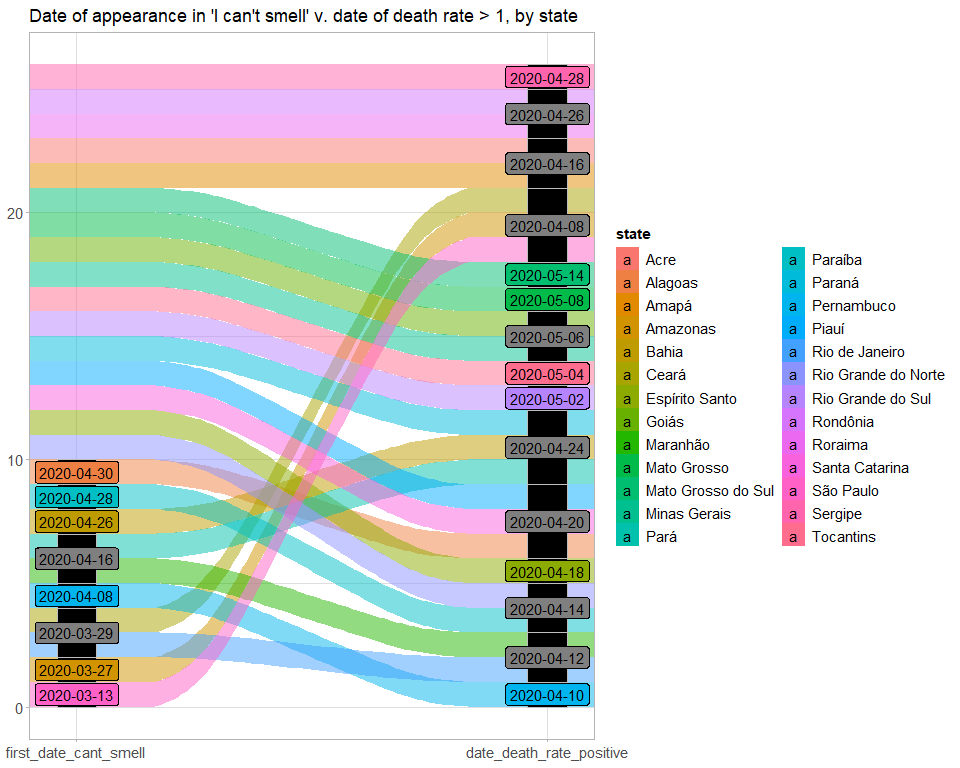 Date of appearance in 'I can't smell' v. date of death rate > 1, by state
20
10
0
2020-04-30
2020-04-28
2020-04-26
2020-04-16
2020-04-08
2020-03-29
2020-03-27
2020-03-13
2020-04-28
2020-04-26
2020-04-16
2020-04-08
2020-05-14
2020-05-08
2020-05-06
2020-05-04
2020-05-02
2020-04-24
2020-04-20
2020-04-18
2020-04-14
2020-04-12
2020-04-10
first_date_cant_smell
date_death_rate_positive
state
a Acre
a Alagoas
a Amapá
a Amazonas
a Bahia
a Ceará
a Espírito Santo
a Goiás
a Maranhão
a Mato Grosso
a Mato Grosso do Sul
a Minas Gerais
a Pará
a Paraíba
a Paraná
a Pernambuco
a Piauí
a Rio de Janeiro
a Rio Grande do Norte
a Rio Grande do Sul
a Rondônia
a Roraima
a Santa Catarina
a São Paulo
a Sergipe
a Tocantins